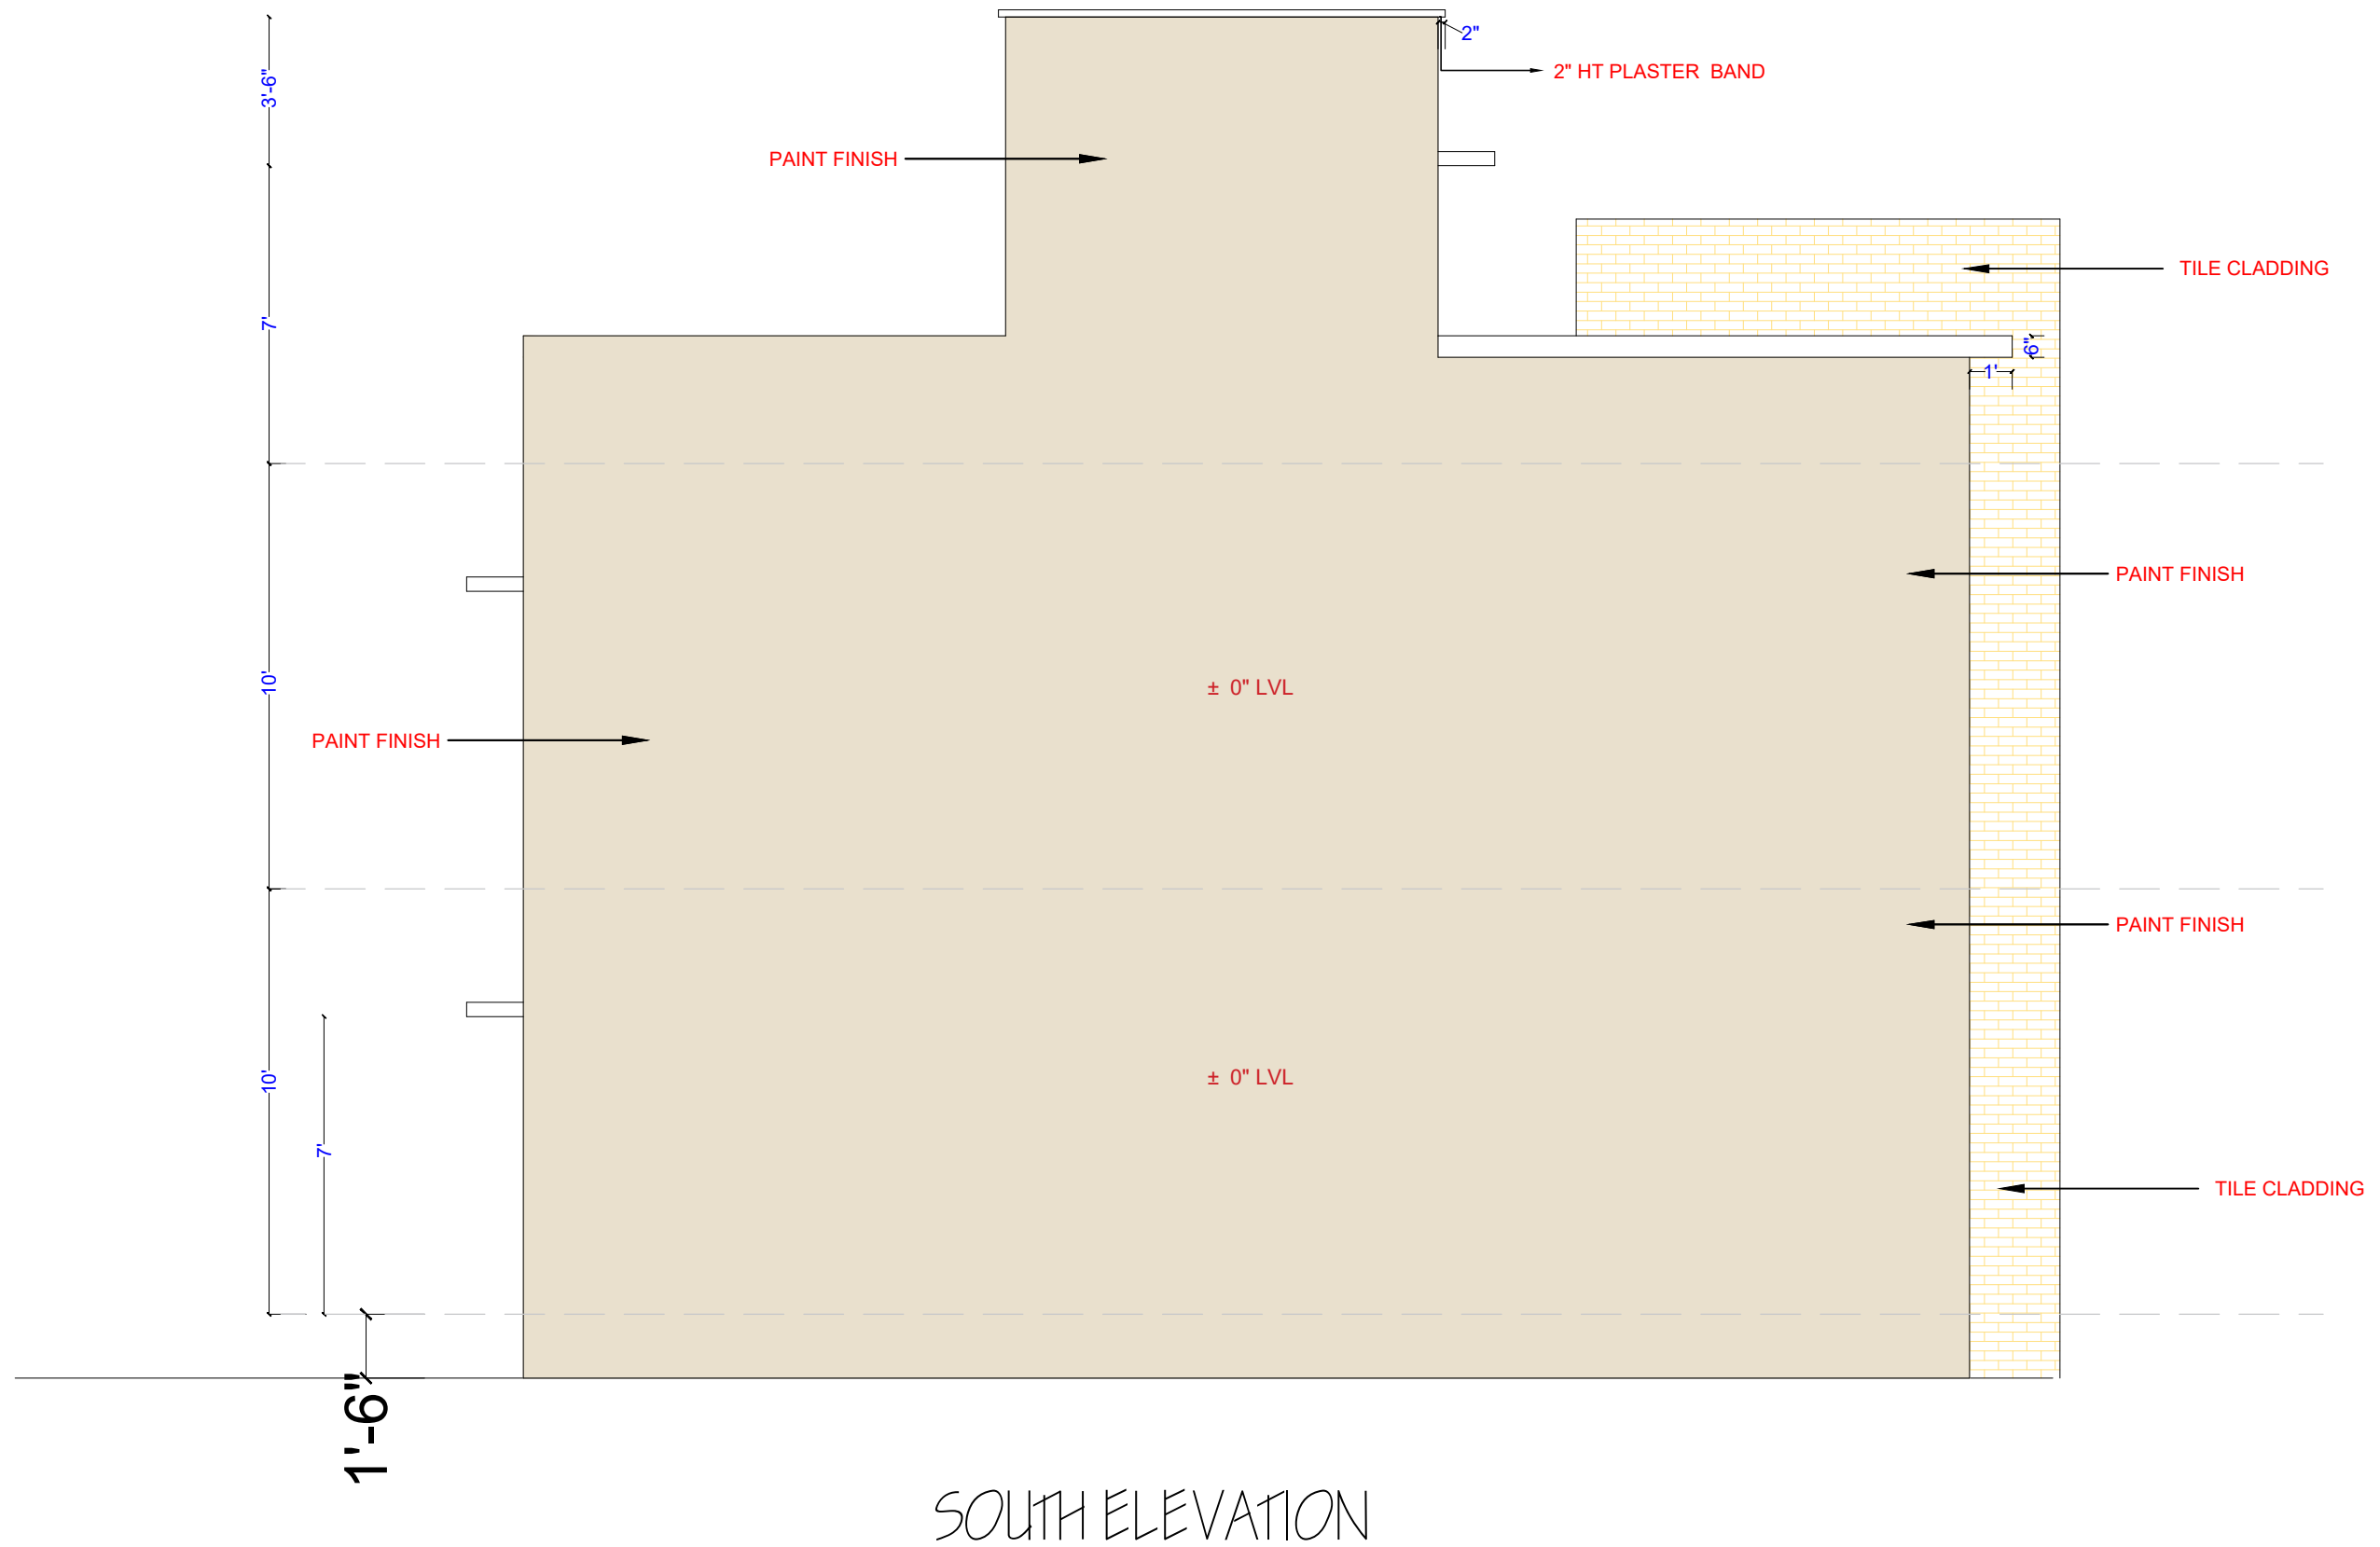 2"
3'-6"
2" HT PLASTER  BAND
PAINT FINISH
TILE CLADDING
7'
6"
1'
PAINT FINISH
10'
± 0" LVL
PAINT FINISH
PAINT FINISH
10'
± 0" LVL
7'
TILE CLADDING
1'-6"
SOUTH ELEVATION